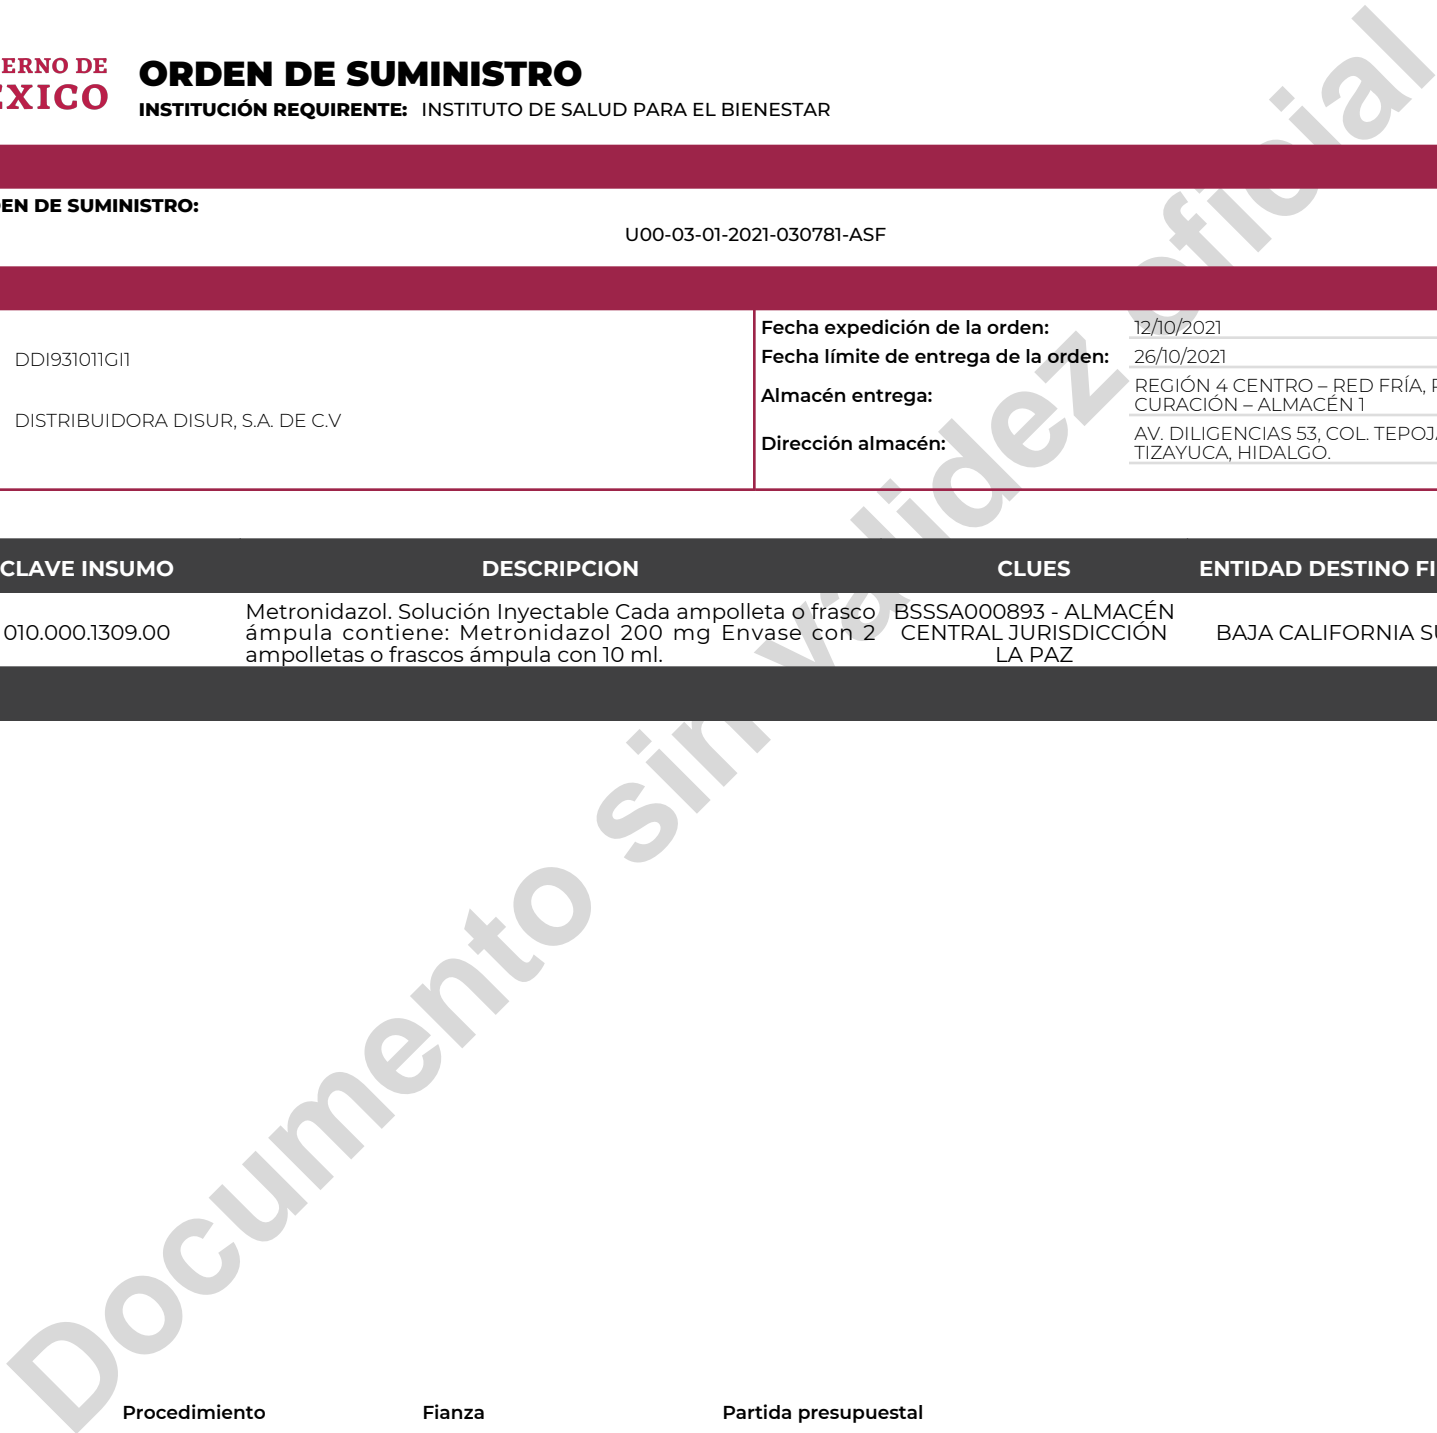 ERNO DE
EXICO
ORDEN DE SUMINISTRO
INSTITUCIÓN REQUIRENTE: INSTITUTO DE SALUD PARA EL BIENESTAR
EN DE SUMINISTRO:
U00-03-01-2021-030781-ASF
DDI931011GI1
DISTRIBUIDORA DISUR, S.A. DE C.V
Fecha expedición de la orden: 12/10/2021
Fecha límite de entrega de la orden: 26/10/2021
Almacén entrega: REGIÓN 4 CENTRO – RED FRÍA,
CURACIÓN – ALMACÉN 1
Dirección almacén: AV. DILIGENCIAS 53, COL. TEPOJ
TIZAYUCA, HIDALGO.
CLAVE INSUMO DESCRIPCION CLUES ENTIDAD DESTINO FI
010.000.1309.00
Metronidazol. Solución Inyectable Cada ampolleta o frasco
ámpula contiene: Metronidazol 200 mg Envase con 2
ampolletas o frascos ámpula con 10 ml.
BSSSA000893 - ALMACÉN
CENTRAL JURISDICCIÓN
LA PAZ
BAJA CALIFORNIA S
Documento sin validez oficial
Procedimiento Fianza Partida presupuestal